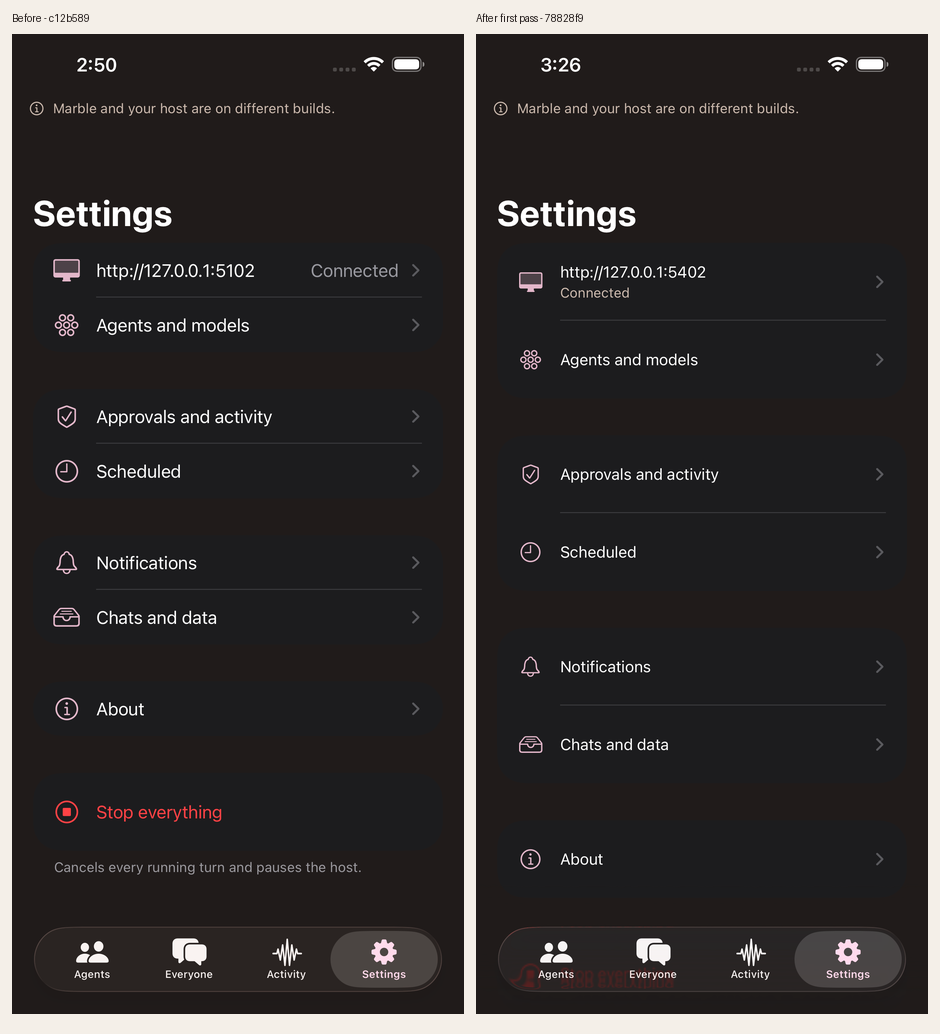 Before - c12b589
2:50
Marble and your host are on different builds.
Settings
http://127.0.0.1:5102 Connected
Agents and models
Approvals and activity
Scheduled
Notifications
Chats and data
About
Stop everything
Cancels every running turn and pauses the host.
Agents Everyone Activity Settings
After first pass - 78828f9
3:26
Marble and your host are on different builds.
Settings
http://127.0.0.1:5402
Connected
Agents and models
Approvals and activity
Scheduled
Notifications
Chats and data
About
Agents Everyone Activity Settings